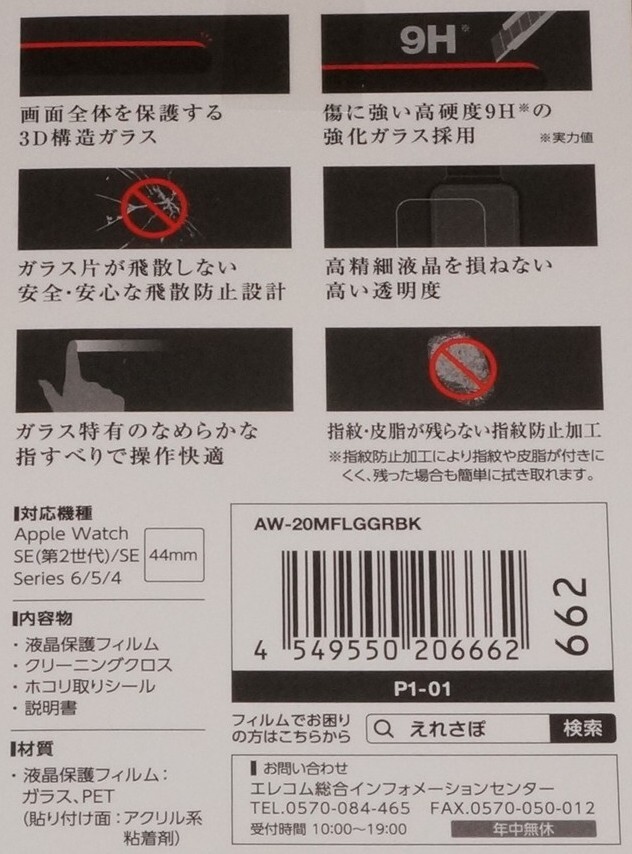 画面全体を保護する
3D構造ガラス
9H※
傷に強い高硬度9H※の
強化ガラス採用 ※実力値
ガラス片が飛散しない
安全・安心な飛散防止設計
高精細液晶を損ねない
高い透明度
ガラス特有のなめらかな
指すべりで操作快適
指紋・皮脂が残らない指紋防止加工
※指紋防止加工により指紋や皮脂が付きに
くく、残った場合も簡単に拭き取れます。
対応機種
Apple Watch
SE(第2世代)/SE
Series 6/5/4
44mm
内容物
・液晶保護フィルム
・クリーニングクロス
・ホコリ取りシール
・説明書
材質
・液晶保護フィルム：
ガラス、PET
(貼り付け面：アクリル系
粘着剤)
AW-20MFLGGRBK
4 549550 206662
662
P1-01
フィルムでお困り
の方はこちらから
えれさぽ 検索
お問い合わせ
エレコム総合インフォメーションセンター
TEL.0570-084-465 FAX.0570-050-012
受付時間 10:00～19:00 年中無休